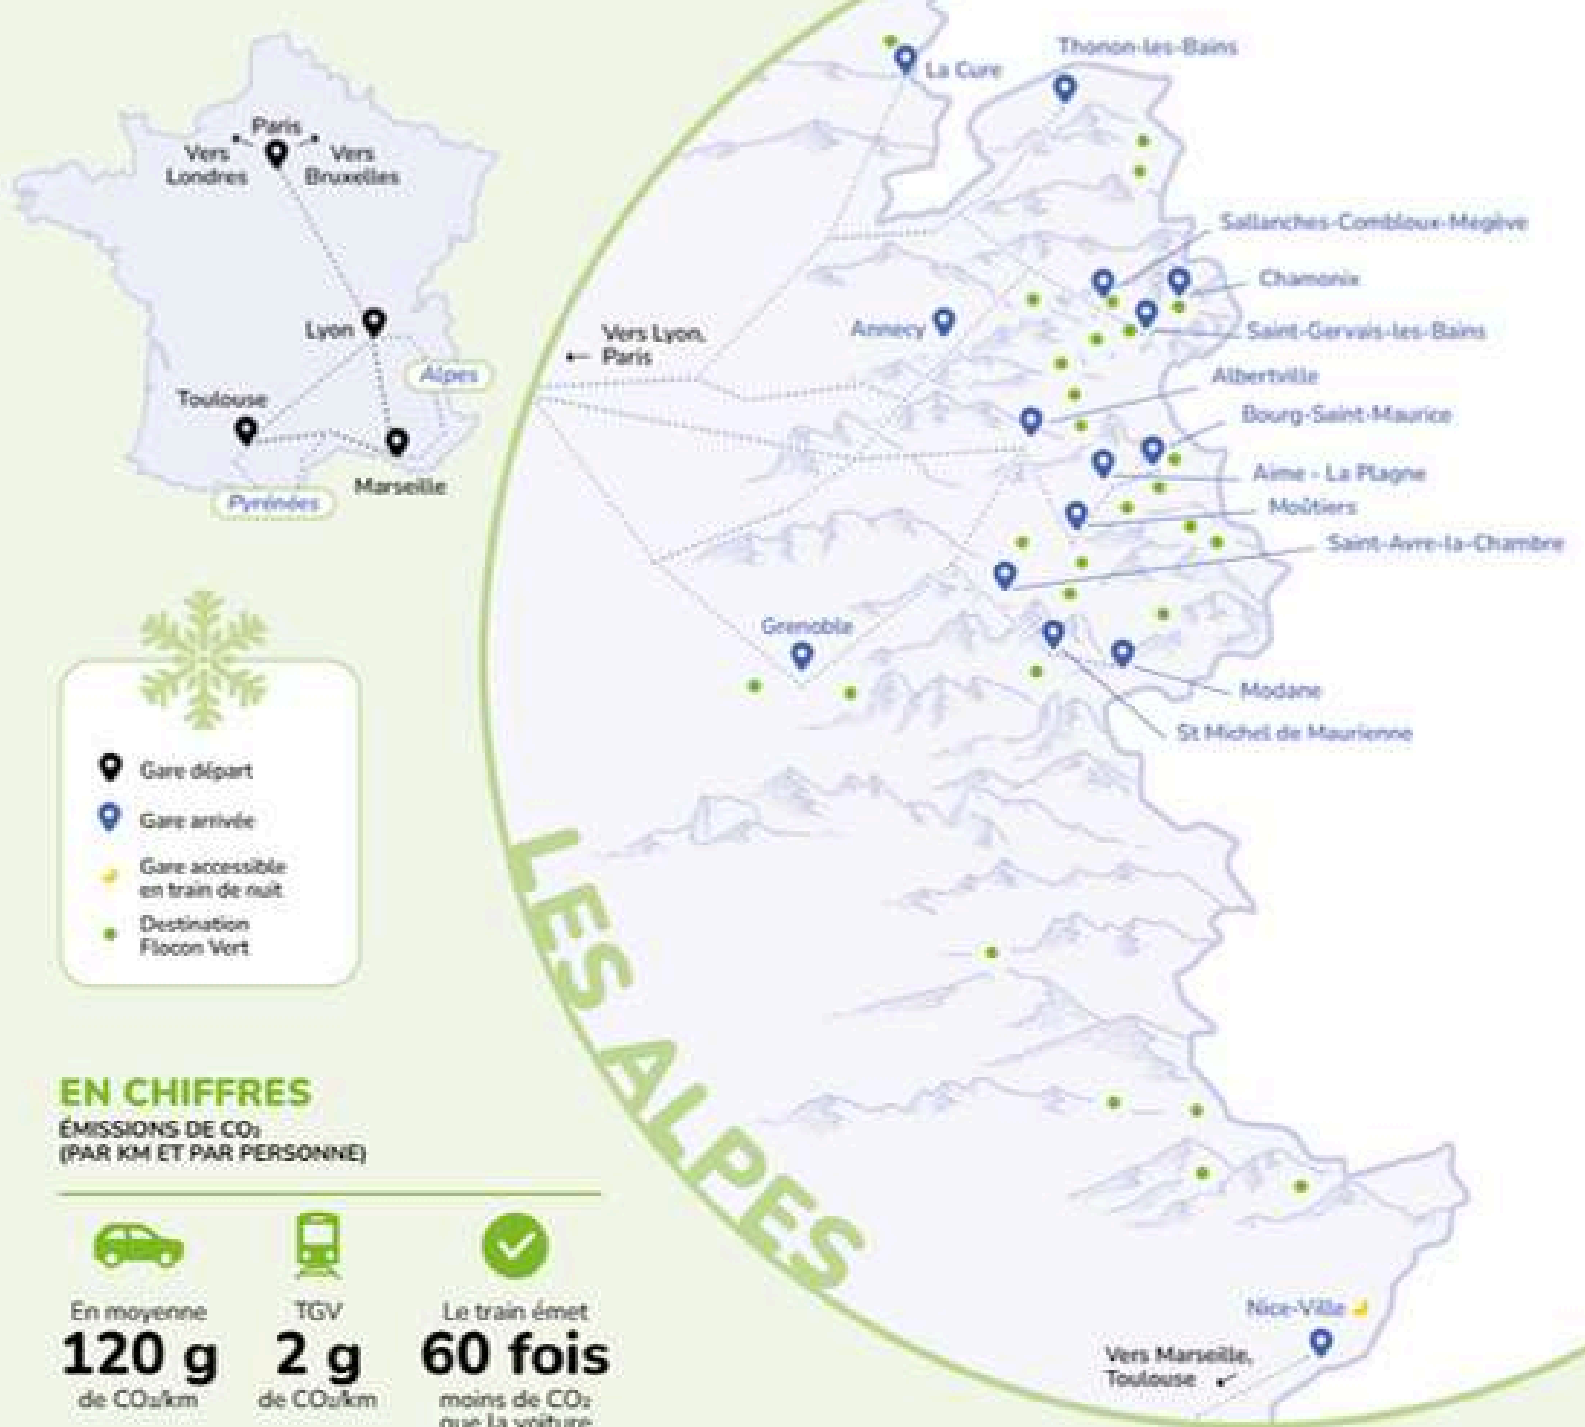 Paris
Vers
Londres
Vers
Bruxelles
Lyon
Alpes
Toulouse
Marseille
Pyrénées
La Cure
Thonon-les-Bains
Sallanches-Combloux-Megève
Chamonix
Annecy
Saint-Gervais-les-Bains
Vers Lyon,
Paris
Albertville
Bourg-Saint-Maurice
Aime - La Plagne
Moûtiers
Saint-Avre-la-Chambre
Grenoble
Modane
St Michel de Maurienne
Gare départ
Gare arrivée
Gare accessible
en train de nuit
Destination
Flocon Vert
LES ALPES
EN CHIFFRES
ÉMISSIONS DE CO₂
(PAR KM ET PAR PERSONNE)
En moyenne
120 g
de CO₂/km
TGV
2 g
de CO₂/km
Le train émet
60 fois
moins de CO₂
que la voiture
Nice-Ville
Vers Marseille,
Toulouse